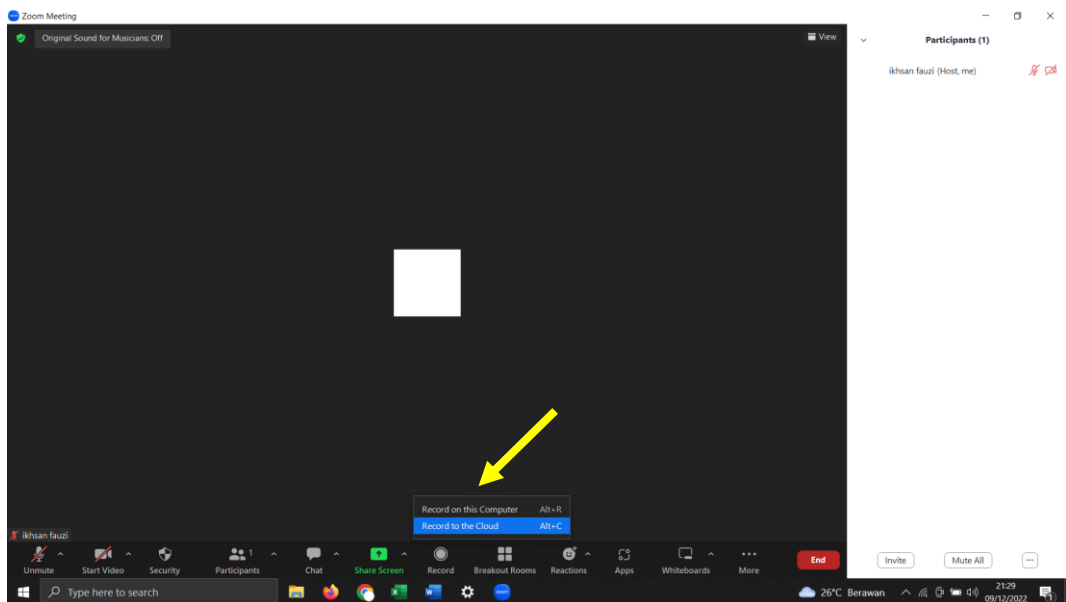 Zoom Meeting
Original Sound for Musicians: Off
View
Participants (1)
ikhsan fauzi (Host, me)
Record on this Computer Alt+R
Record to the Cloud Alt+C
ikhsan fauzi
1
Unmute Start Video Security Participants Chat Share Screen Record Breakout Rooms Reactions Apps Whiteboards More
End
Invite Mute All
Type here to search
26°C Berawan
21:29
09/12/2022